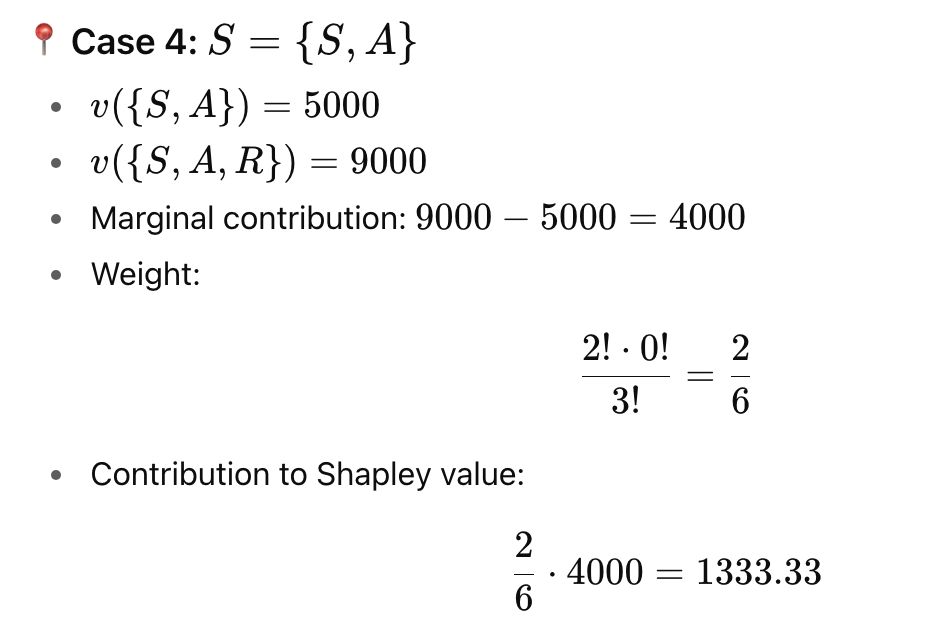 📍 Case 4: S = {S, A}
• v({S, A}) = 5000
• v({S, A, R}) = 9000
• Marginal contribution: 9000 − 5000 = 4000
• Weight:
2! · 0! / 3! = 2/6
• Contribution to Shapley value:
2/6 · 4000 = 1333.33